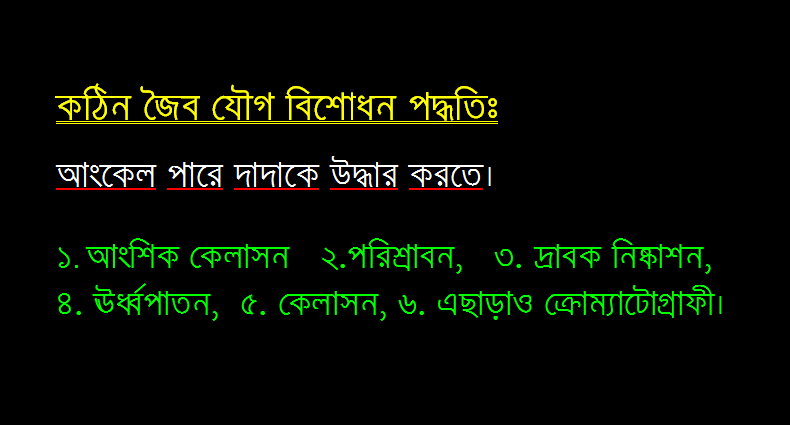 কঠিন জৈব যৌগ বিশোধন পদ্ধতিঃ
আংকেল পারে দাদাকে উদ্ধার করতে।
১. আংশিক কেলাসন ২.পরিশ্রাবন, ৩. দ্রাবক নিষ্কাশন,
৪. ঊর্ধ্বপাতন, ৫. কেলাসন, ৬. এছাড়াও ক্রোম্যাটোগ্রাফী।